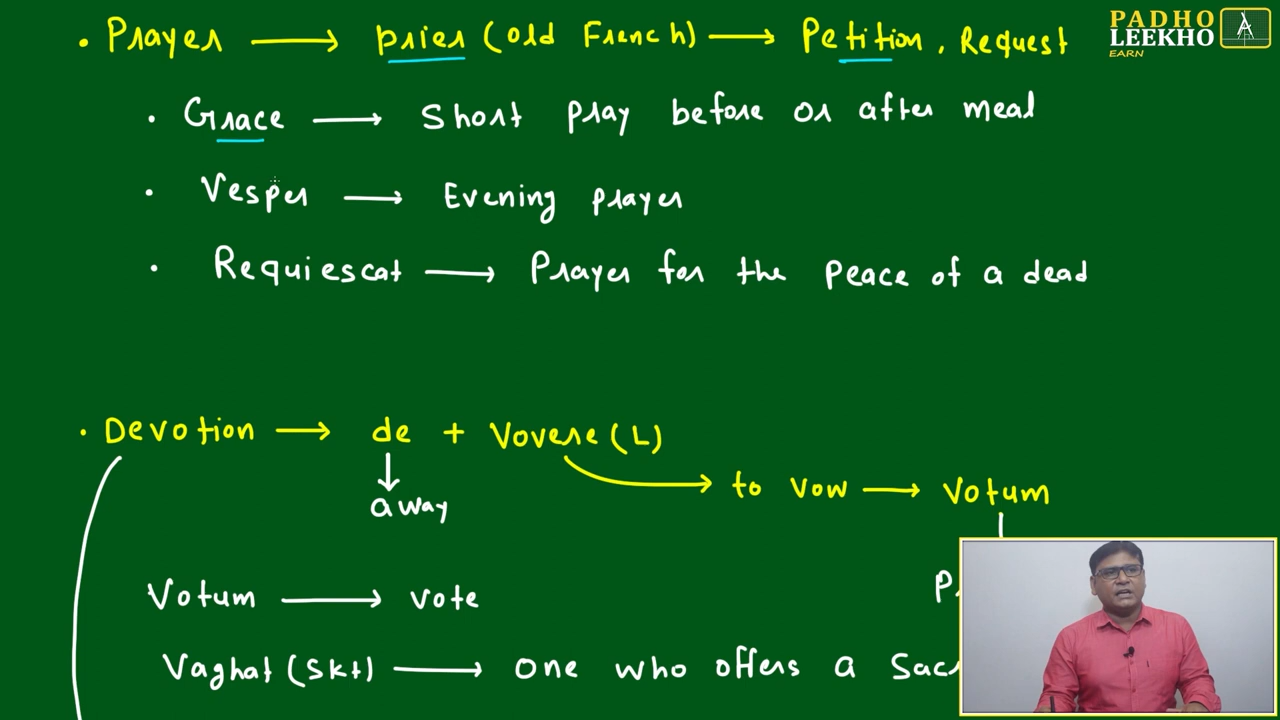 • Prayer → prier (Old French) → Petition, Request
PADHO
LEEKHO
EARN
• Grace → Short pray before or after meal
• Vesper → Evening prayer
• Requiescat → Prayer for the peace of a dead
• Devotion → de + Vovere (L)
to vow → Votum
away
Votum → vote
Vaghat (Skt) → one who offers a